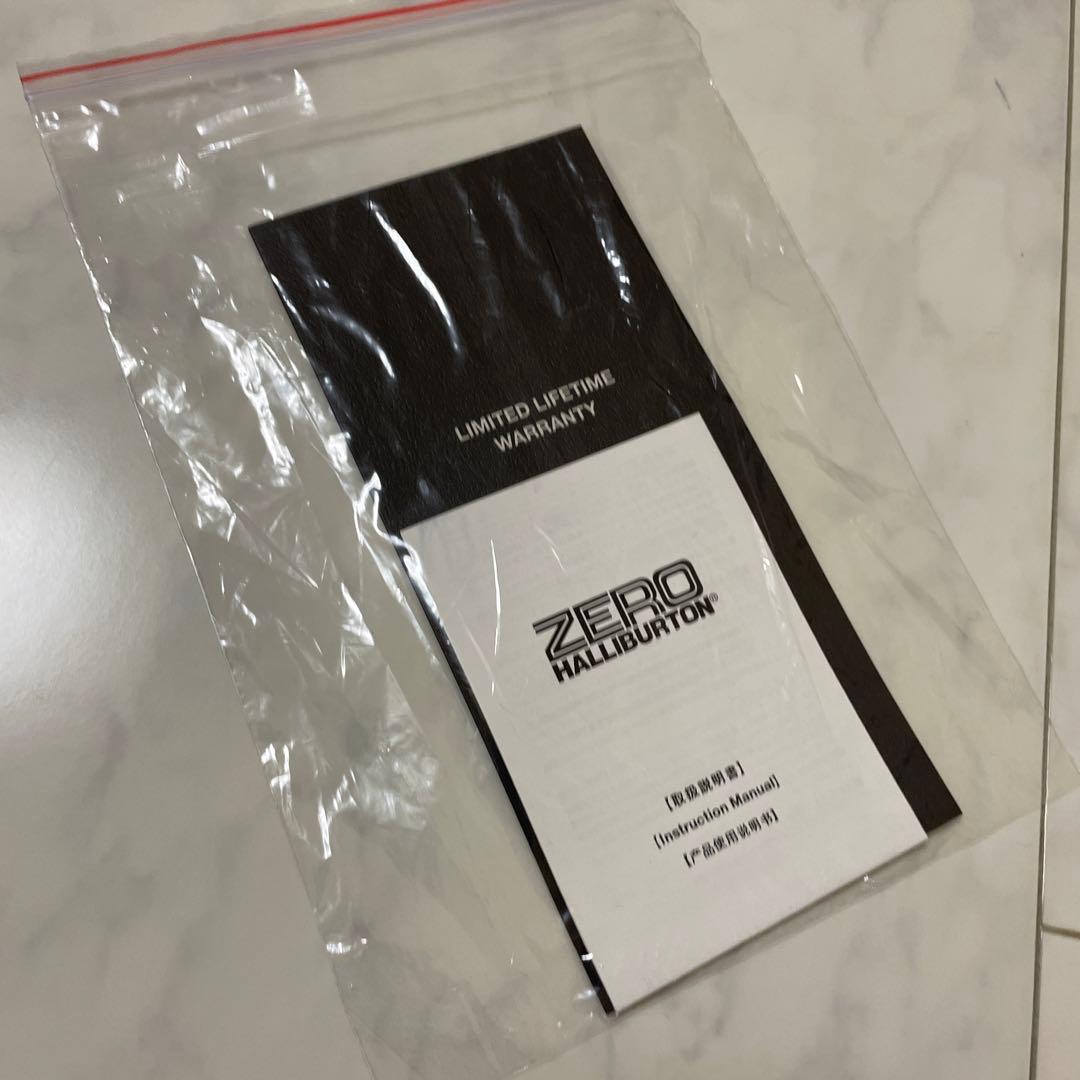 LIMITED LIFETIME
WARRANTY
ZERO
HALLIBURTON®
【取扱説明書】
[Instruction Manual]
【产品使用说明书】